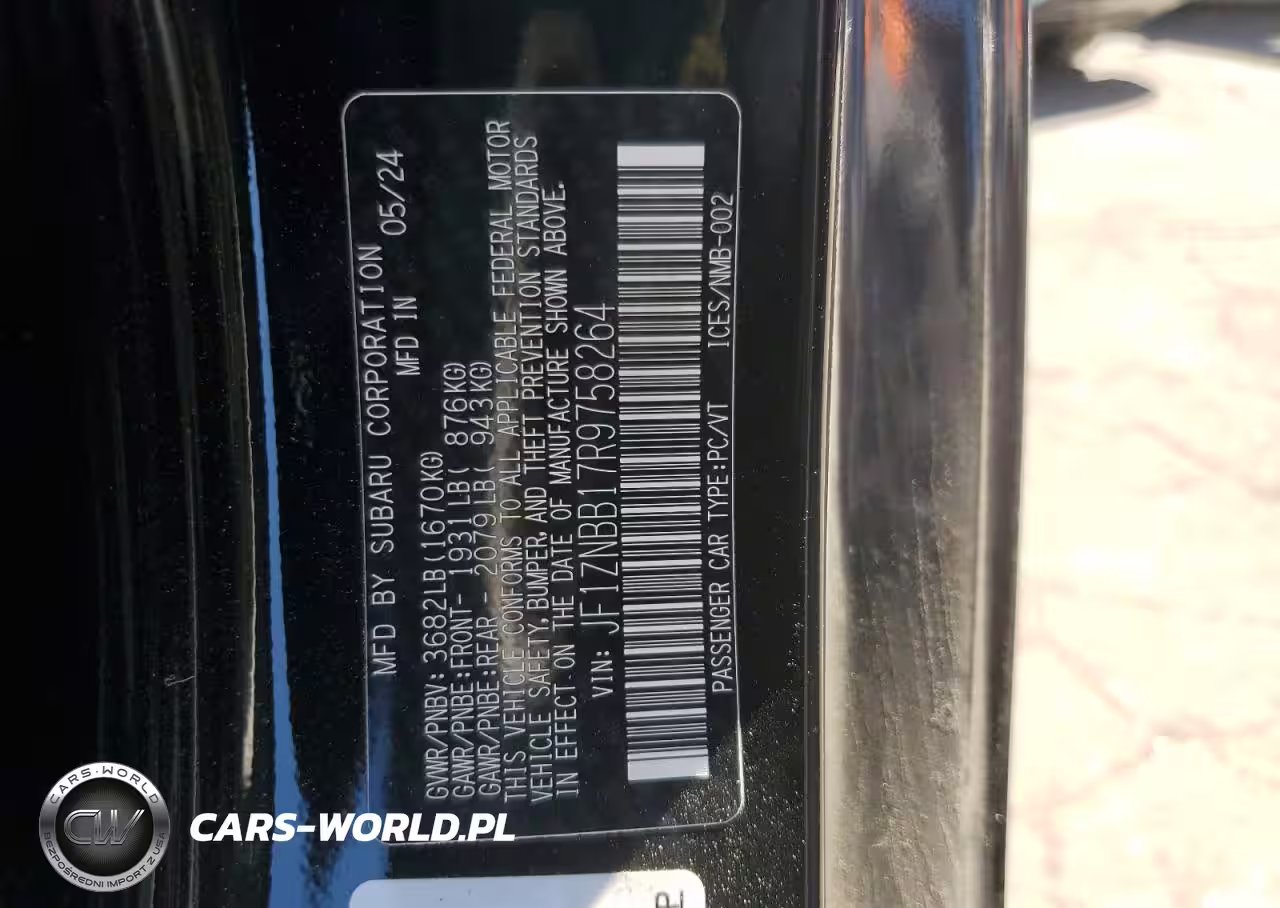 MFD BY SUBARU CORPORATION
MFD IN 05/24
GVWR/PNBV: 3682LB(1670KG)
GAWR/PNBE:FRONT- 1931LB( 876KG)
GAWR/PNBE:REAR - 2079LB( 943KG)
THIS VEHICLE CONFORMS TO ALL APPLICABLE FEDERAL MOTOR
VEHICLE SAFETY, BUMPER, AND THEFT PREVENTION STANDARDS
IN EFFECT ON THE DATE OF MANUFACTURE SHOWN ABOVE.
VIN: JF1ZNBB17R9758264
PASSENGER CAR TYPE:PC/VT ICES/NMB-002
CARS-WORLD
CW
BEZPOŚREDNI IMPORT Z USA
CARS-WORLD.PL